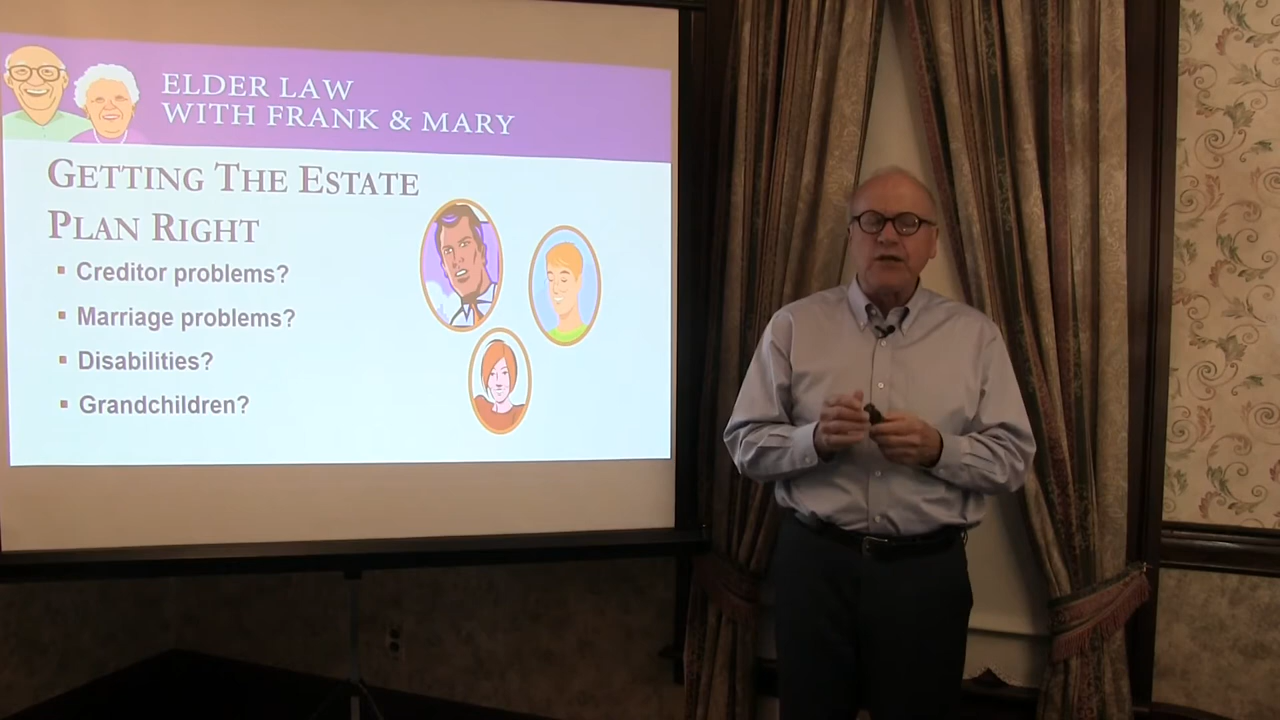 ELDER LAW
WITH FRANK & MARY
GETTING THE ESTATE
PLAN RIGHT
▪ Creditor problems?
▪ Marriage problems?
▪ Disabilities?
▪ Grandchildren?